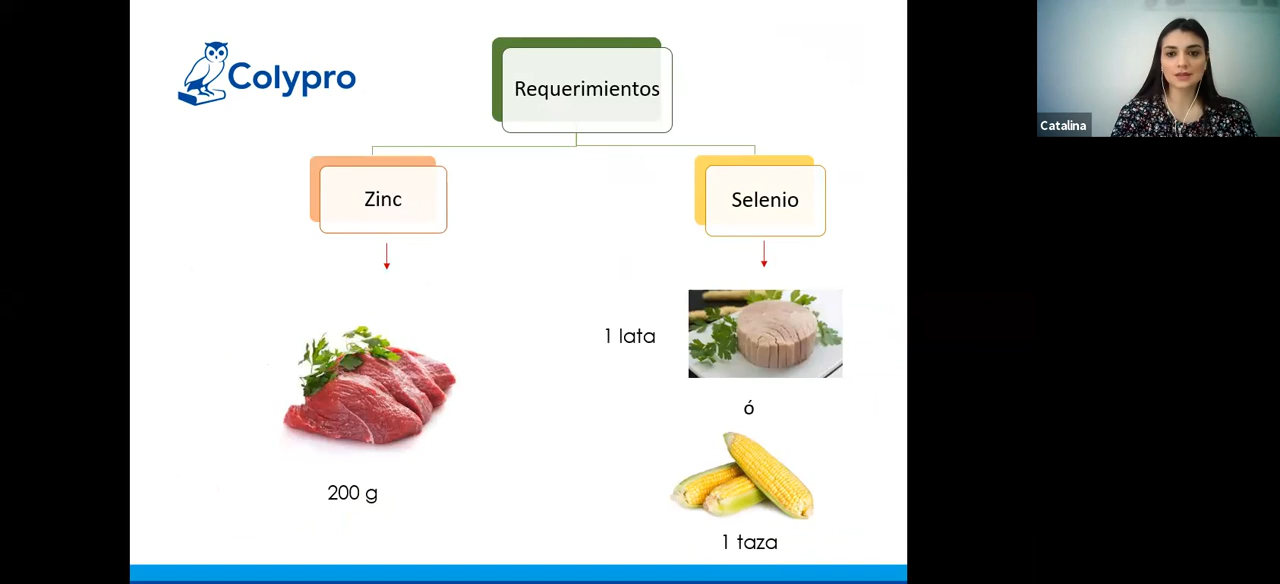 Colypro
Requerimientos
Catalina
Zinc
Selenio
1 lata
ó
200 g
1 taza